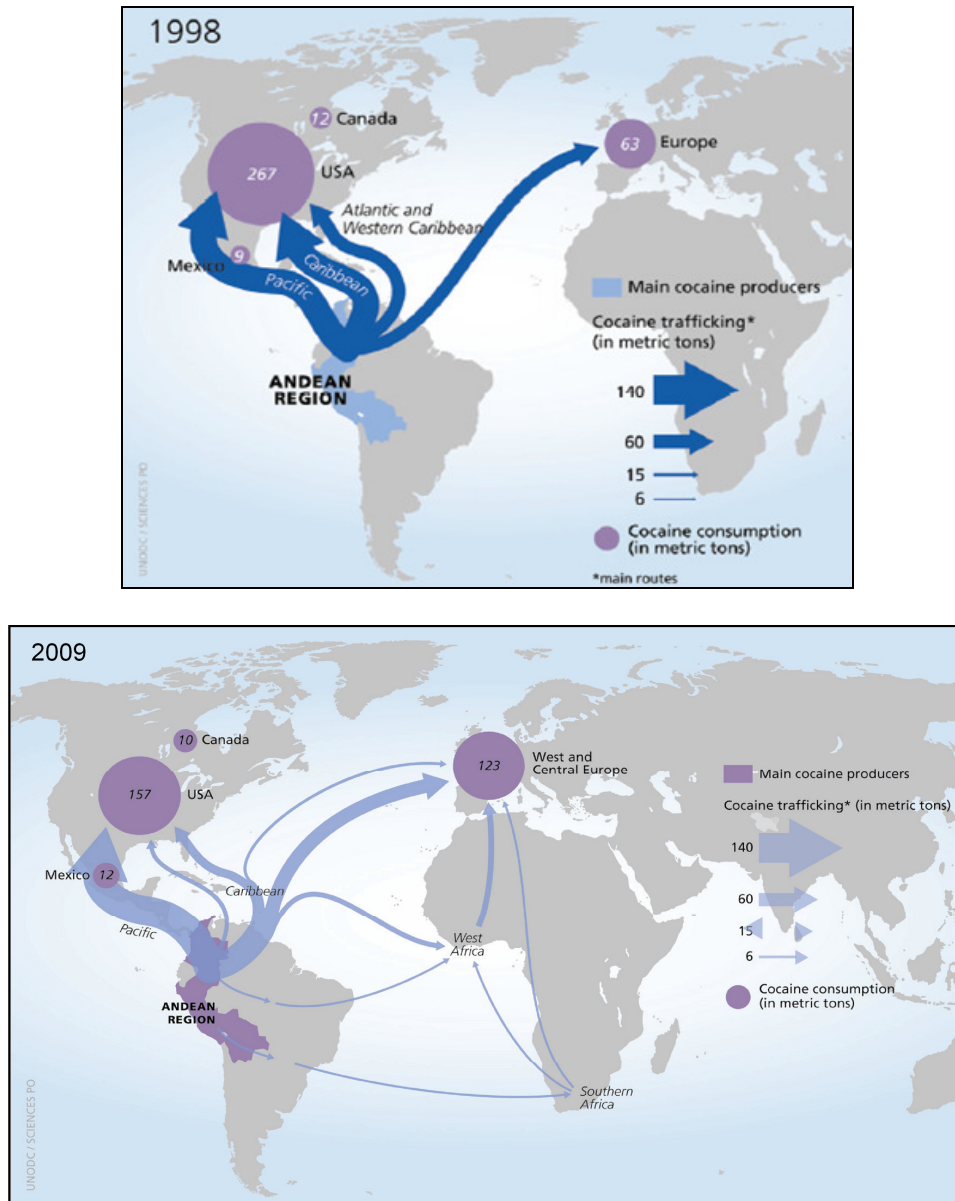 1998
12 Canada
267 USA
63 Europe
Atlantic and
Western Caribbean
Mexico 9
Caribbean
Pacific
Main cocaine producers
Cocaine trafficking*
(in metric tons)
ANDEAN
REGION
140
60
15
6
Cocaine consumption
(in metric tons)
*main routes
UNODC / SCIENCES PO
2009
10 Canada
157 USA
123
West and
Central Europe
Main cocaine producers
Cocaine trafficking* (in metric tons)
140
Mexico 12
Caribbean
60
Pacific
15
West
Africa
6
Cocaine consumption
(in metric tons)
ANDEAN
REGION
Southern
Africa
UNODC / SCIENCES PO